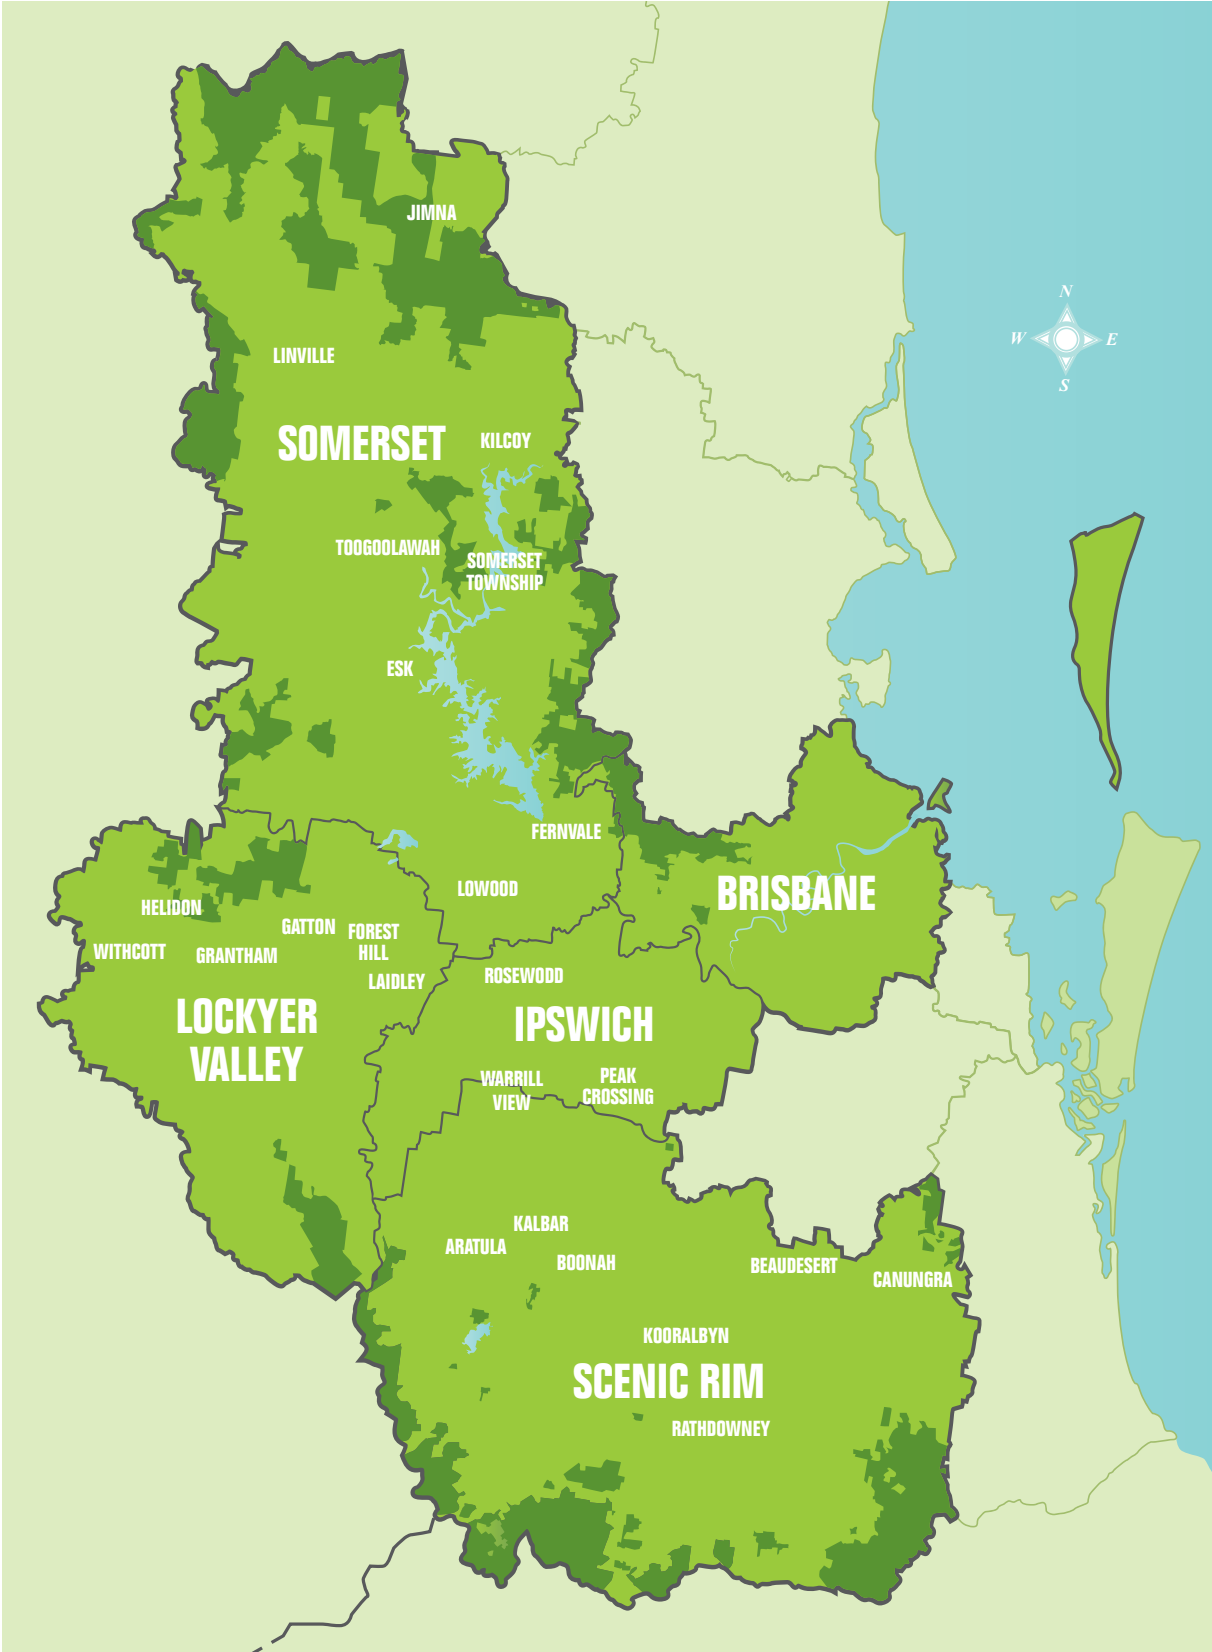 JIMNA
N
W
E
S
LINVILLE
SOMERSET
KILCOY
TOOGOOLAWAH
SOMERSET
TOWNSHIP
ESK
FERNVALE
LOWOOD
BRISBANE
HELIDON
GATTON
FOREST
HILL
WITHCOTT
GRANTHAM
LAIDLEY
ROSEWODD
LOCKYER
VALLEY
IPSWICH
WARRILL
VIEW
PEAK
CROSSING
KALBAR
ARATULA
BOONAH
BEAUDESERT
CANUNGRA
KOORALBYN
SCENIC RIM
RATHDOWNEY